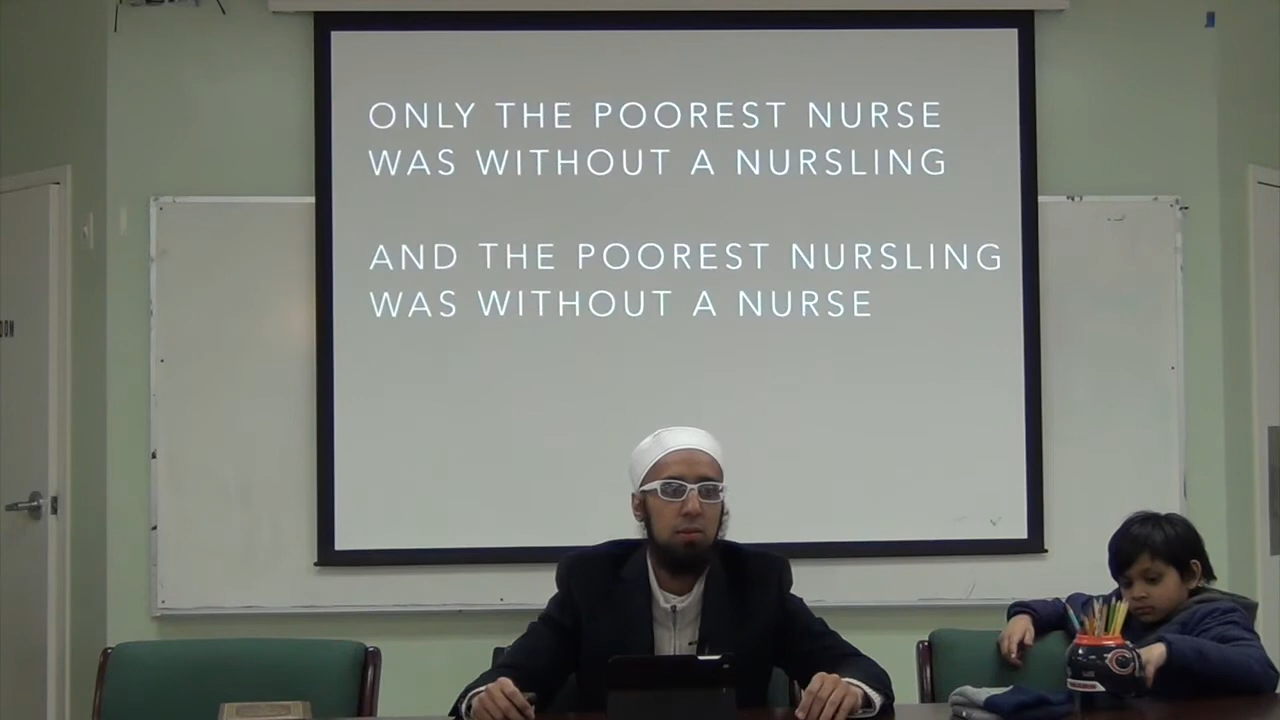 ONLY THE POOREST NURSE
WAS WITHOUT A NURSLING
AND THE POOREST NURSLING
WAS WITHOUT A NURSE